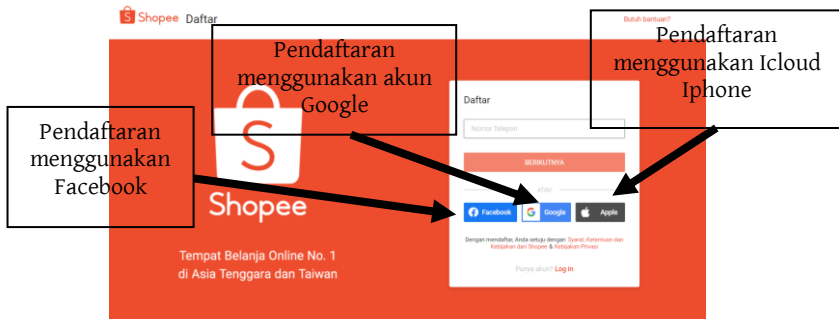 Shopee Daftar
Butuh bantuan?
Pendaftaran
menggunakan akun
Google
Pendaftaran
menggunakan Icloud
Iphone
Pendaftaran
menggunakan
Facebook
S
Shopee
Tempat Belanja Online No. 1
di Asia Tenggara dan Taiwan
Daftar
Nomor Telepon
BERIKUTNYA
ATAU
Facebook
Google
Apple
Dengan mendaftar, Anda setuju dengan Syarat, Ketentuan dan
Kebijakan dari Shopee & Kebijakan Privasi
Punya akun? Log in